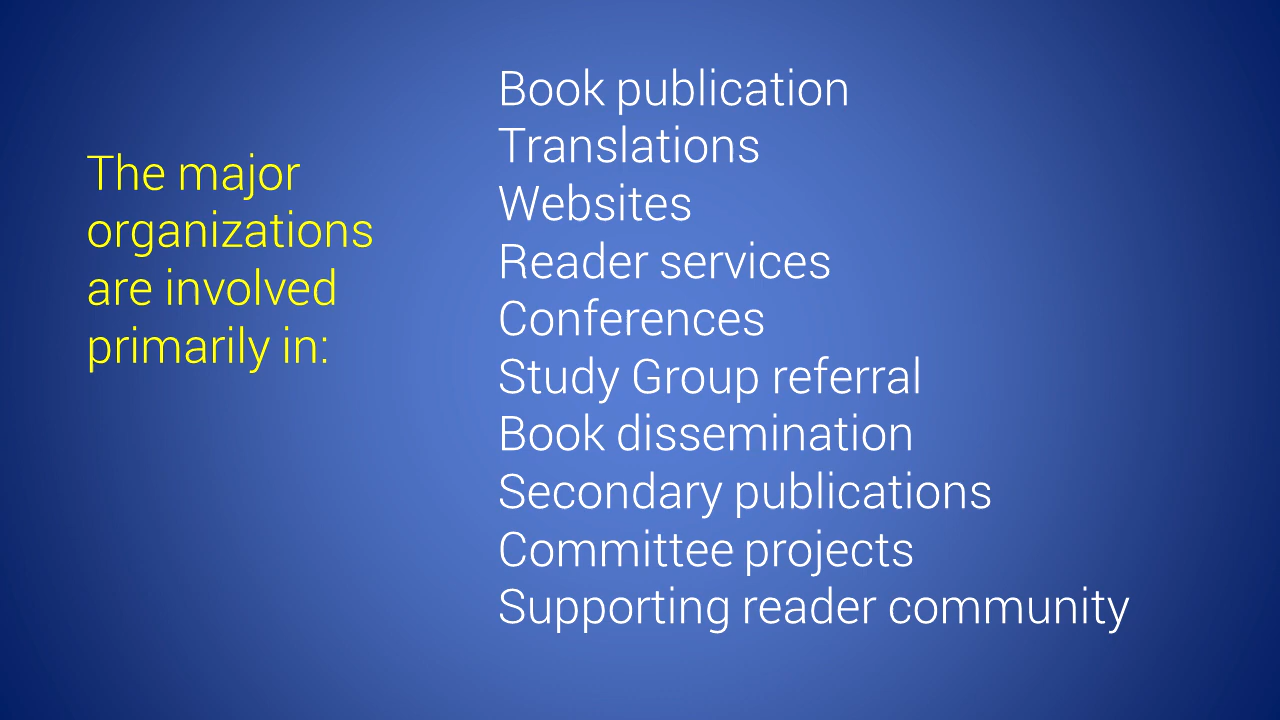 The major
organizations
are involved
primarily in:
Book publication
Translations
Websites
Reader services
Conferences
Study Group referral
Book dissemination
Secondary publications
Committee projects
Supporting reader community